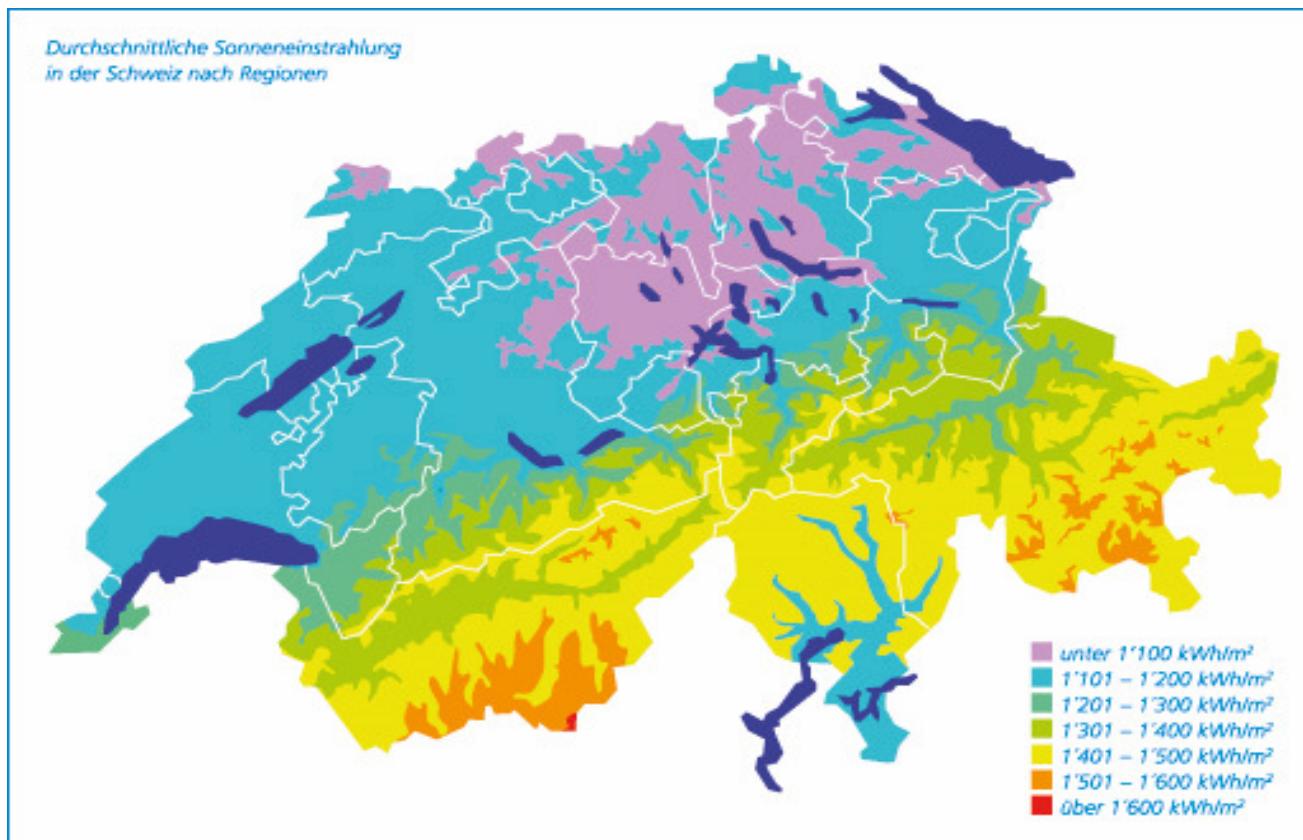 Durchschnittliche Sonneneinstrahlung
in der Schweiz nach Regionen
unter 1'100 kWh/m²
1'101 – 1'200 kWh/m²
1'201 – 1'300 kWh/m²
1'301 – 1'400 kWh/m²
1'401 – 1'500 kWh/m²
1'501 – 1'600 kWh/m²
über 1'600 kWh/m²